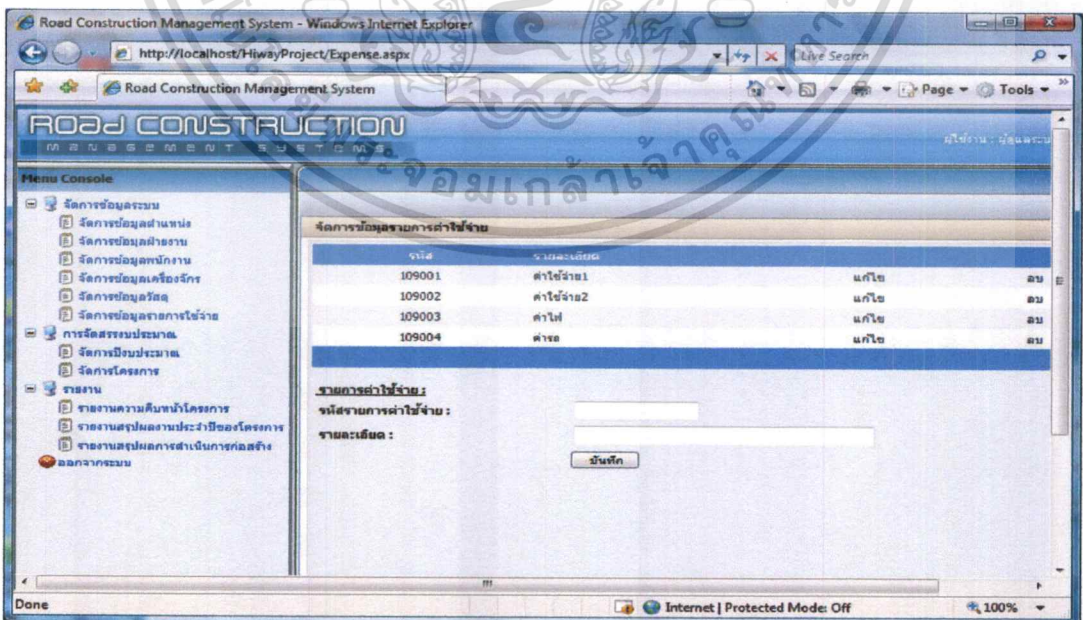 Road Construction Management System - Windows Internet Explorer
http://localhost/HiwayProject/Expense.aspx
Live Search
Road Construction Management System
Page
Tools
ROAD CONSTRUCTION
MANAGEMENT SYSTEMS
ผู้ใช้งาน : ผู้ดูแลระบ
Menu Console
จัดการข้อมูลระบบ
จัดการข้อมูลตำแหน่ง
จัดการข้อมูลฝ่ายงาน
จัดการข้อมูลพนักงาน
จัดการข้อมูลเครื่องจักร
จัดการข้อมูลวัสดุ
จัดการข้อมูลรายการใช้จ่าย
การจัดสรรงบประมาณ
จัดการปีงบประมาณ
จัดการโครงการ
รายงาน
รายงานความคืบหน้าโครงการ
รายงานสรุปผลงานประจำปีของโครงการ
รายงานสรุปผลการดำเนินการก่อสร้าง
ออกจากระบบ
จัดการข้อมูลรายการค่าใช้จ่าย
รหัส รายละเอียด
109001 ค่าใช้จ่าย1 แก้ไข ลบ
109002 ค่าใช้จ่าย2 แก้ไข ลบ
109003 ค่าไฟ แก้ไข ลบ
109004 ค่ารถ แก้ไข ลบ
รายการค่าใช้จ่าย :
รหัสรายการค่าใช้จ่าย :
รายละเอียด :
บันทึก
Done
Internet | Protected Mode: Off
100%